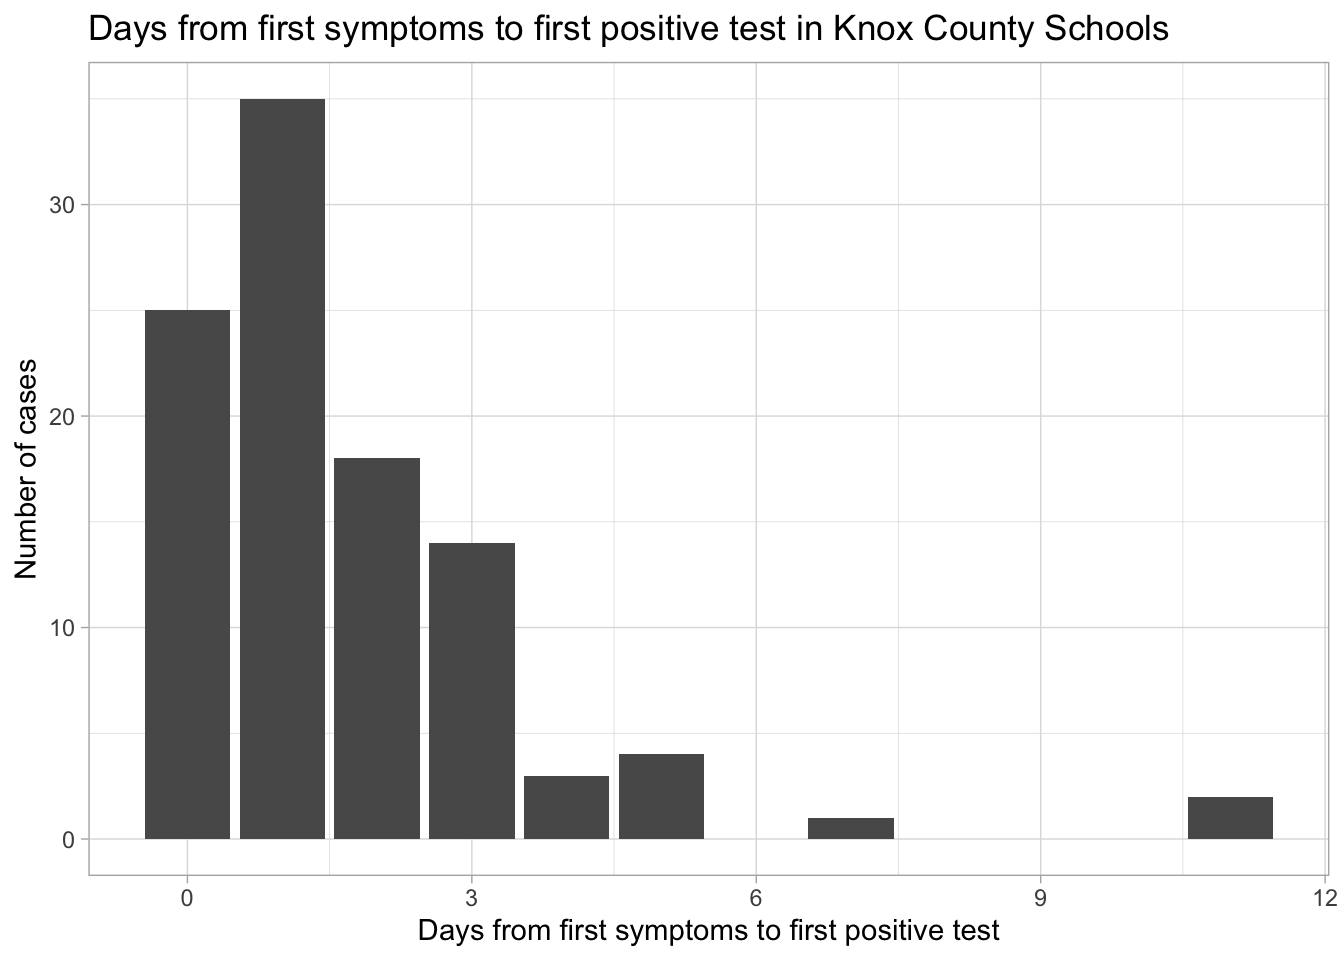 Days from first symptoms to first positive test in Knox County Schools
Number of cases
30
20
10
0
0 3 6 9 12
Days from first symptoms to first positive test